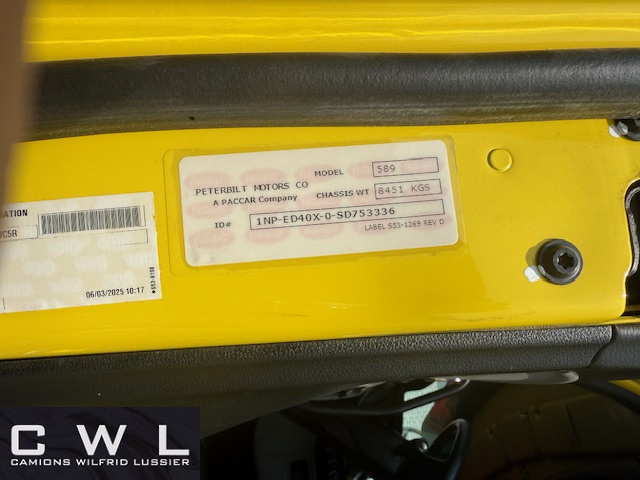 PETERBILT MOTORS CO
A PACCAR Company
MODEL 589
CHASSIS WT 8451 KGS
ID# 1NP-ED40X-0-SD753336
LABEL S53-1269 REV D
ATION
C5R
06/03/2025 10:17
CWL
CAMIONS WILFRID LUSSIER